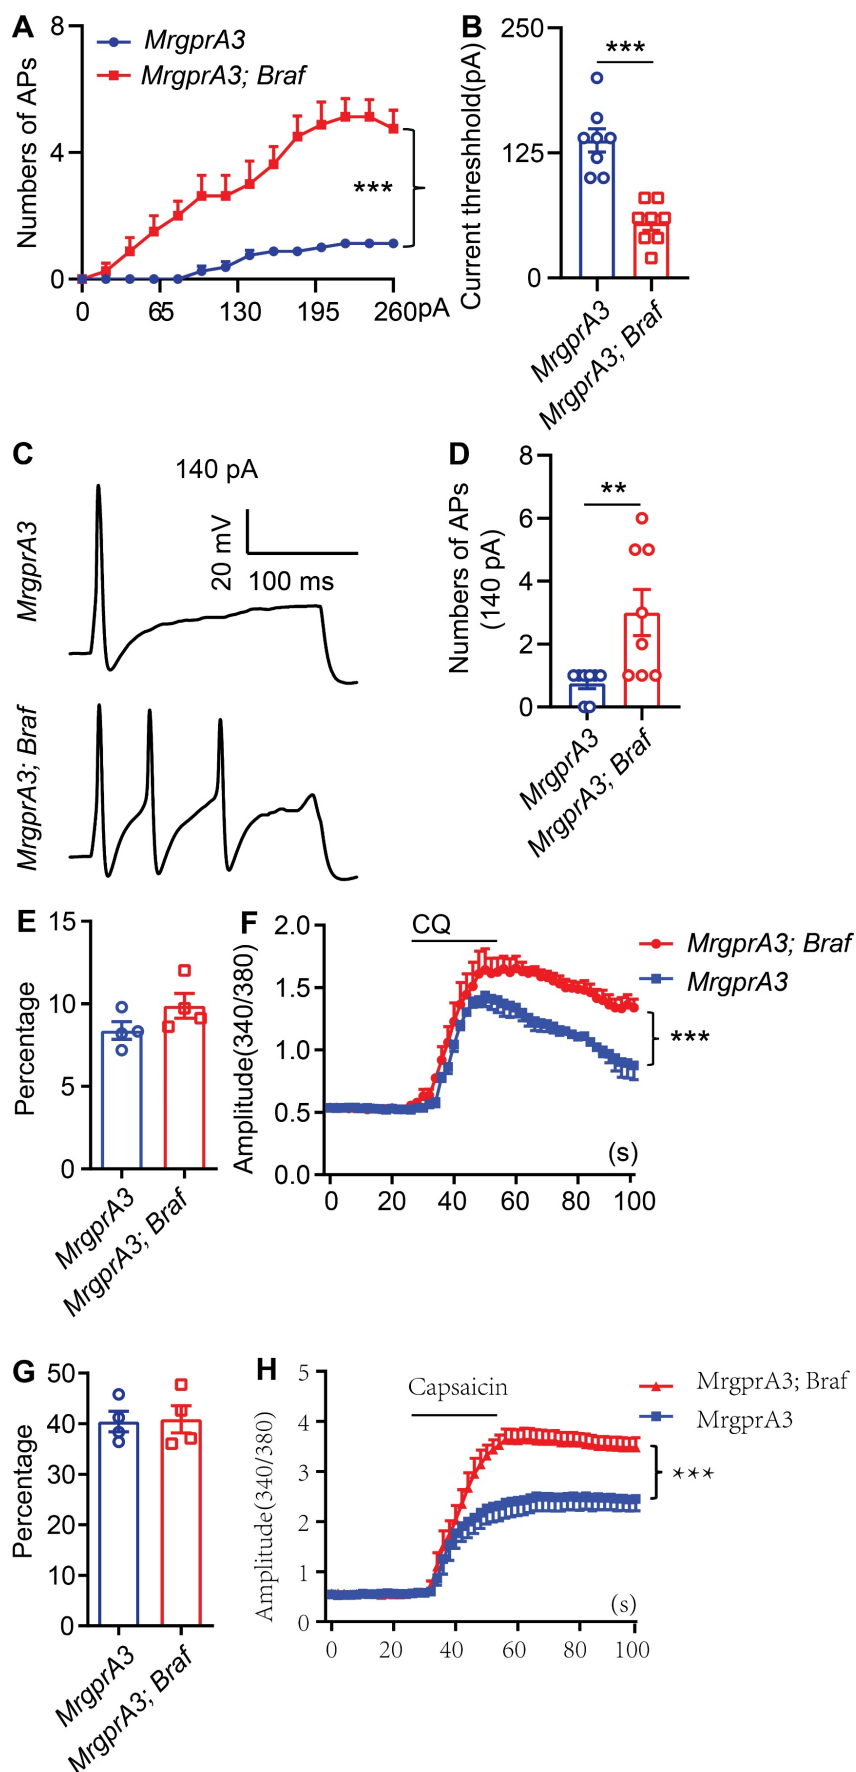 A
8
4
0
Numbers of APs
MrgprA3
MrgprA3; Braf
***
0 65 130 195 260pA
B
250
125
0
Current threshhold(pA)
***
MrgprA3
MrgprA3; Braf
C
140 pA
20 mV
100 ms
MrgprA3
MrgprA3; Braf
D
8
6
4
2
0
Numbers of APs
(140 pA)
**
MrgprA3
MrgprA3; Braf
E
15
10
5
0
Percentage
MrgprA3
MrgprA3; Braf
F
2.0
1.5
1.0
0.5
0.0
Amplitude(340/380)
CQ
MrgprA3; Braf
MrgprA3
***
(s)
0 20 40 60 80 100
G
50
40
30
20
10
0
Percentage
MrgprA3
MrgprA3; Braf
H
5
4
3
2
1
0
Amplitude(340/380)
Capsaicin
MrgprA3; Braf
MrgprA3
***
(s)
0 20 40 60 80 100